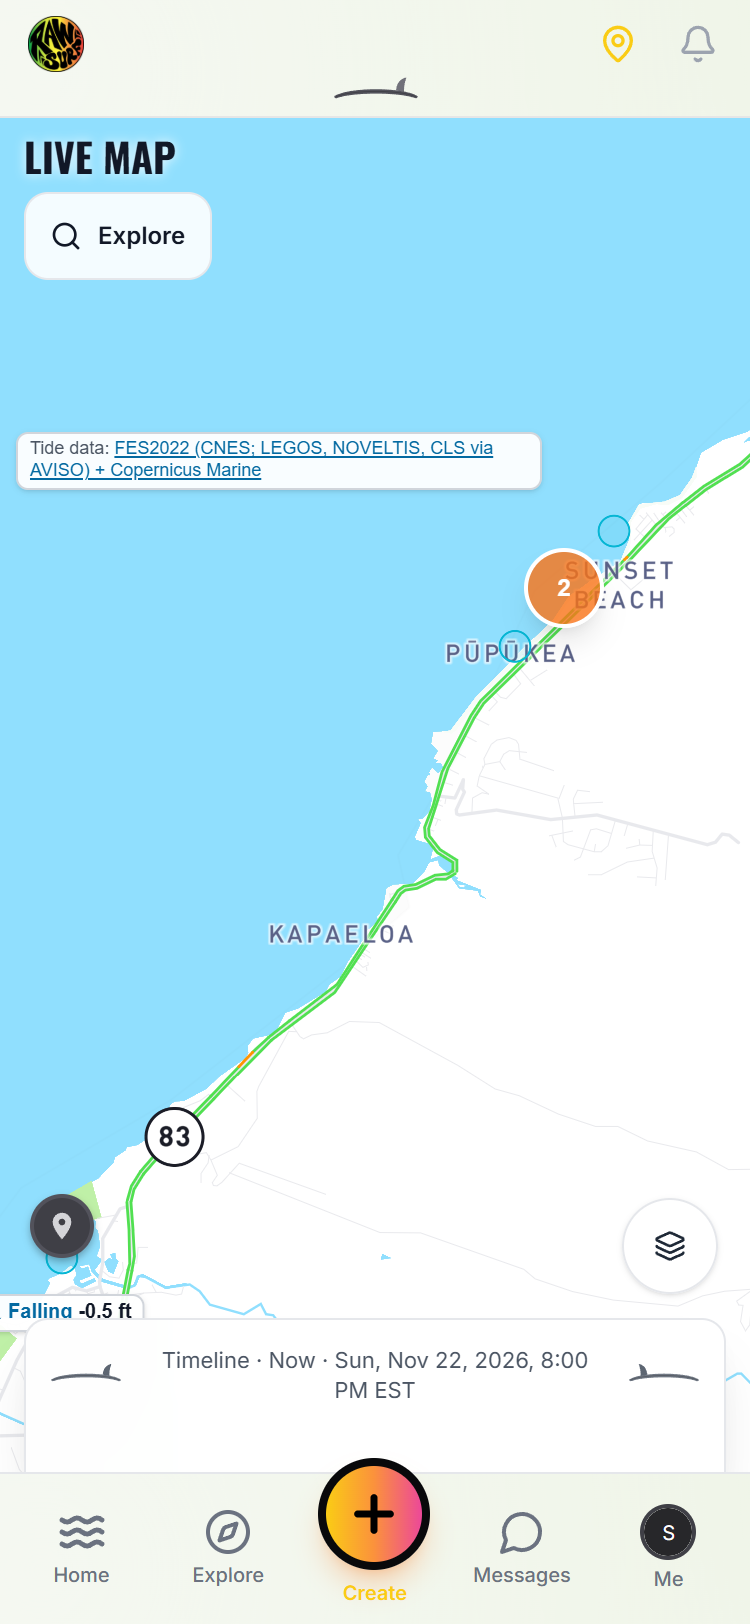 RAW
SURF
LIVE MAP
Explore
Tide data: FES2022 (CNES; LEGOS, NOVELTIS, CLS via
AVISO) + Copernicus Marine
SUNSET
BEACH
2
PŪPŪKEA
KAPAELOA
83
Falling -0.5 ft
Timeline · Now · Sun, Nov 22, 2026, 8:00
PM EST
Home
Explore
Create
Messages
S
Me